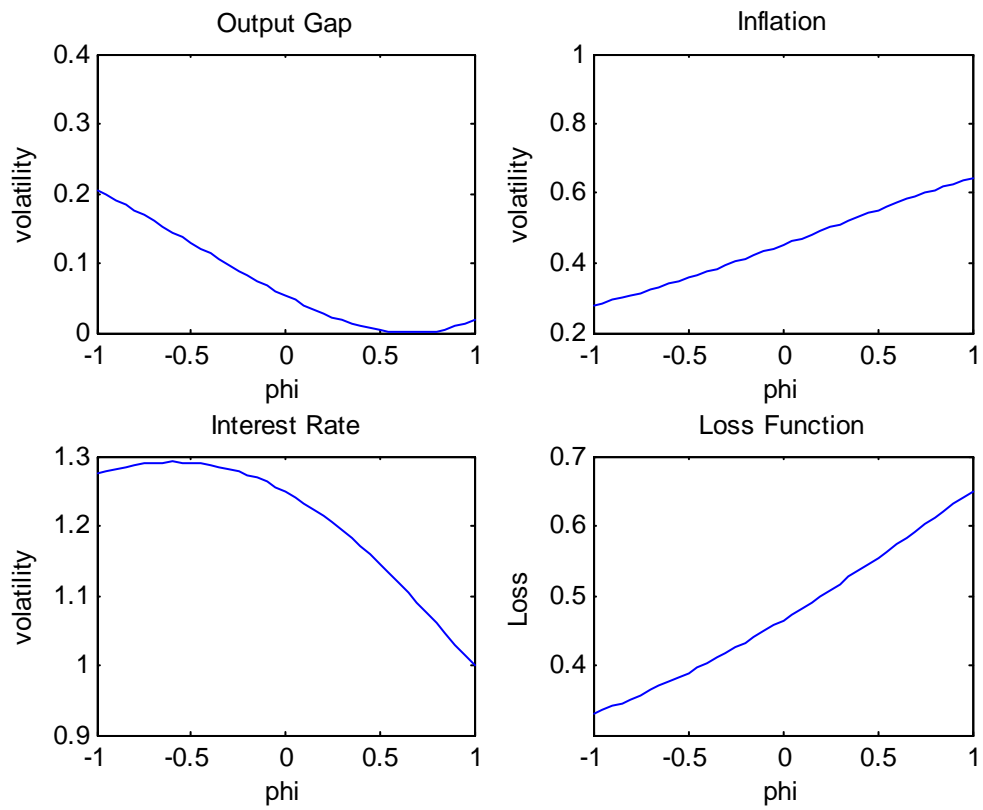 Output Gap
0.4
0.3
0.2
0.1
0
volatility
-1 -0.5 0 0.5 1
phi
Inflation
1
0.8
0.6
0.4
0.2
volatility
-1 -0.5 0 0.5 1
phi
Interest Rate
1.3
1.2
1.1
1
0.9
volatility
-1 -0.5 0 0.5 1
phi
Loss Function
0.7
0.6
0.5
0.4
Loss
-1 -0.5 0 0.5 1
phi